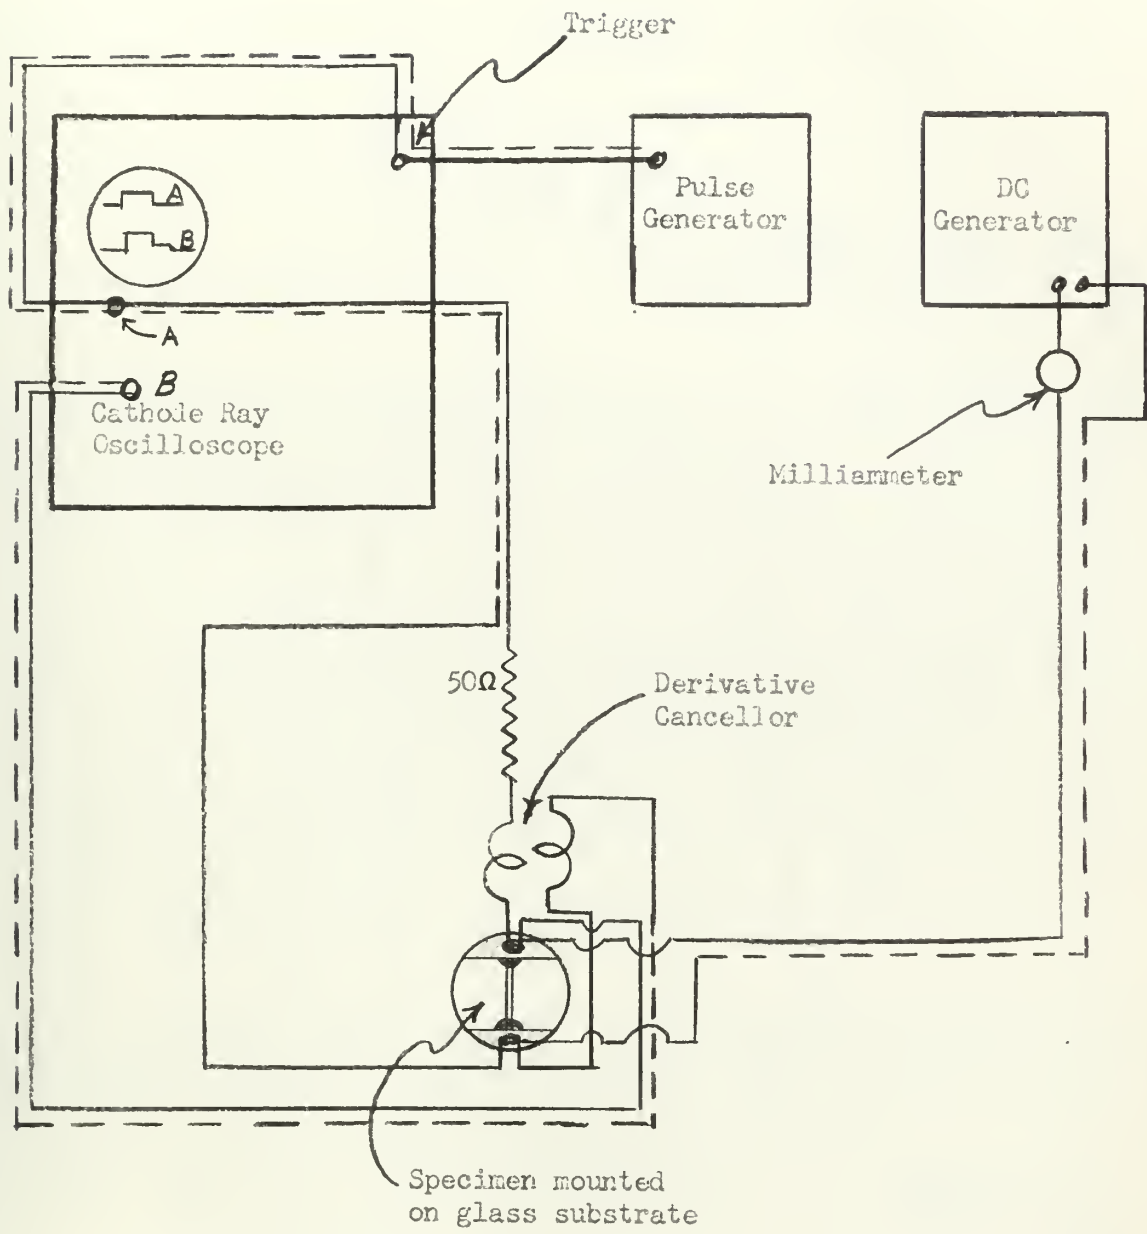 Trigger
Pulse
Generator
DC
Generator
A
B
A
B
Cathode Ray
Oscilloscope
Milliammeter
50Ω
Derivative
Cancellor
Specimen mounted
on glass substrate